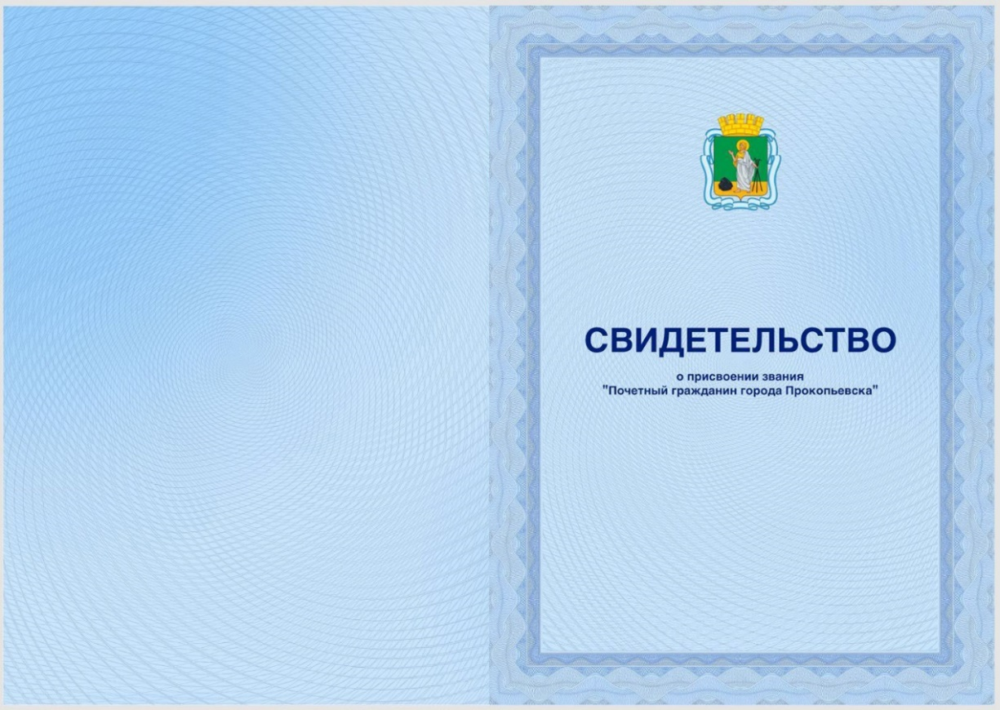 СВИДЕТЕЛЬСТВО
о присвоении звания
"Почетный гражданин города Прокопьевска"